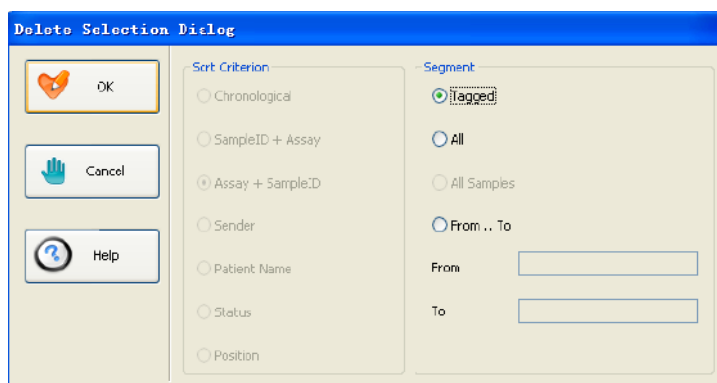 Delete Selection Dialog
OK
Cancel
Help
Sort Criterion
Chronological
SampleID + Assay
Assay + SampleID
Sender
Patient Name
Status
Position
Segment
Tagged
All
All Samples
From .. To
From
To